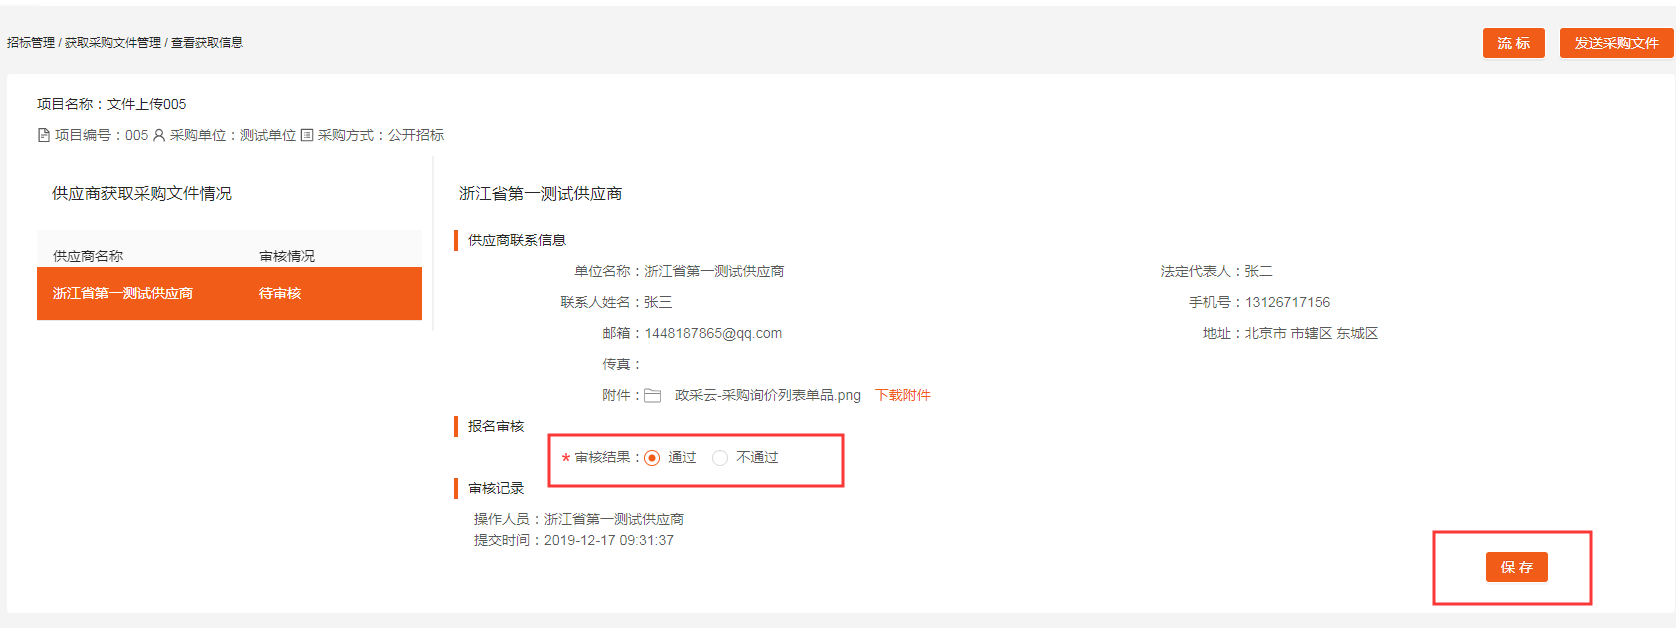 招标管理 / 获取采购文件管理 / 查看获取信息
流 标
发送采购文件
项目名称：文件上传005
项目编号：005 采购单位：测试单位 采购方式：公开招标
供应商获取采购文件情况
供应商名称 审核情况
浙江省第一测试供应商 待审核
浙江省第一测试供应商
供应商联系信息
单位名称：浙江省第一测试供应商 法定代表人：张二
联系人姓名：张三 手机号：13126717156
邮箱：1448187865@qq.com 地址：北京市 市辖区 东城区
传真：
附件： 政采云-采购询价列表单品.png 下载附件
报名审核
* 审核结果： 通过 不通过
审核记录
操作人员：浙江省第一测试供应商
提交时间：2019-12-17 09:31:37
保 存